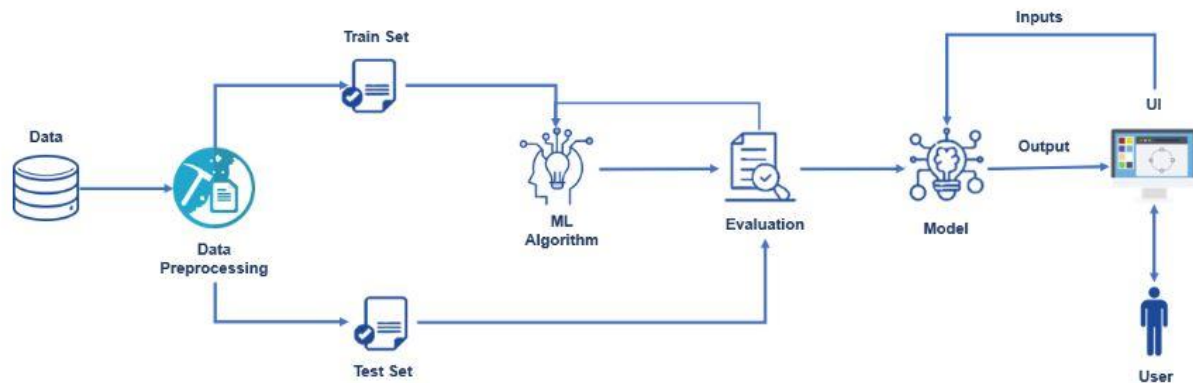 Inputs
Train Set
UI
Data
Output
ML
Algorithm
Evaluation
Model
Data
Preprocessing
Test Set
User